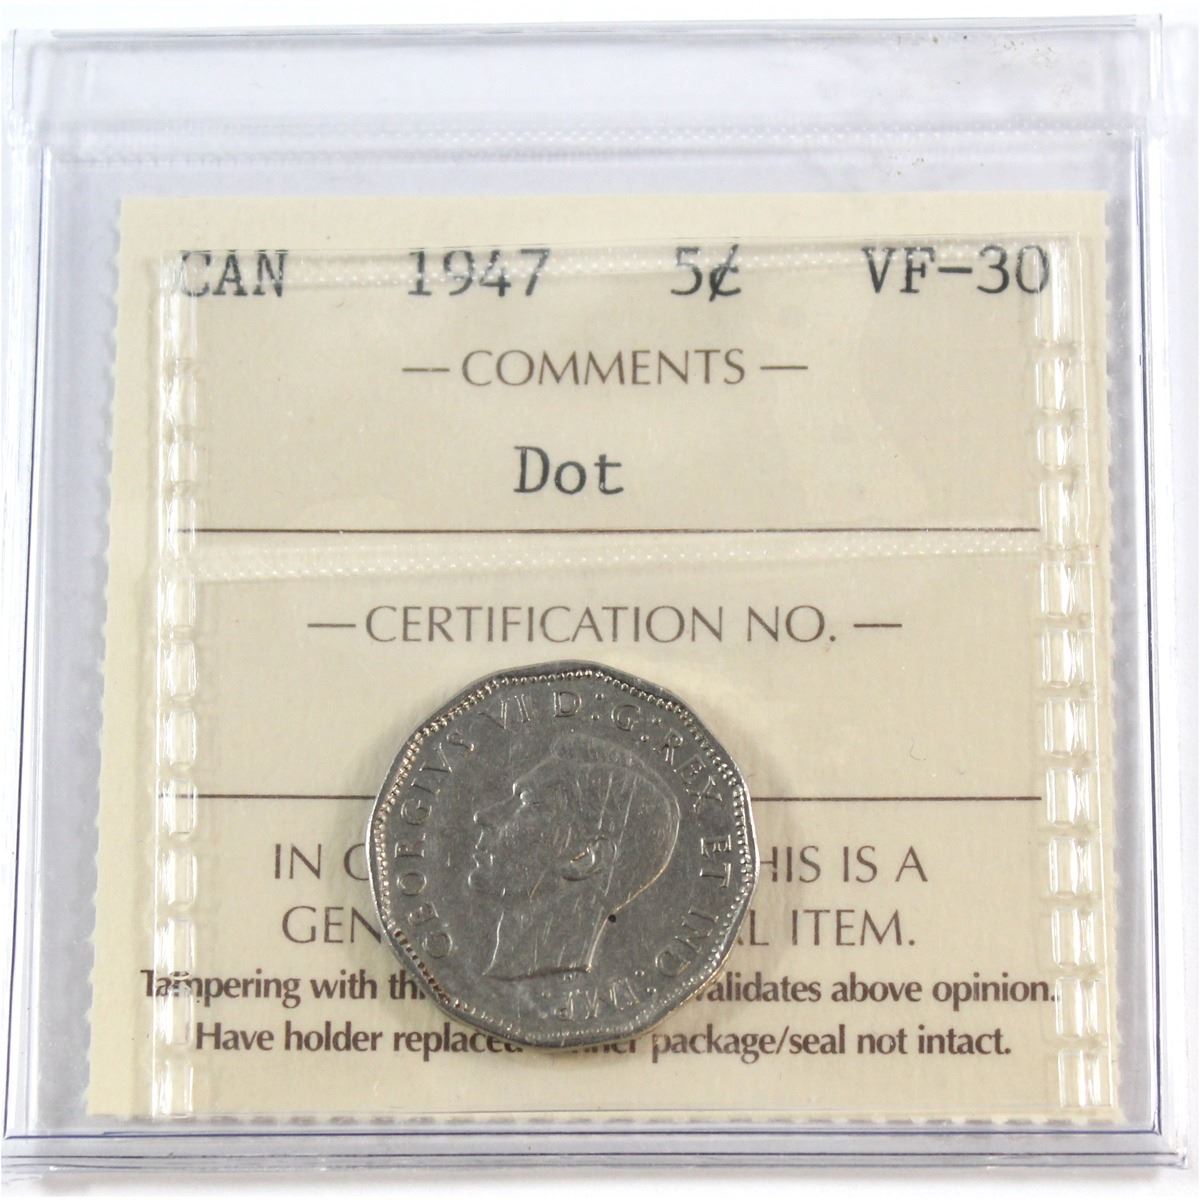 CAN 1947 5¢ VF-30
— COMMENTS —
Dot
— CERTIFICATION NO. —
GEORGIVS VI D:G:REX ET IND:IMP:
IN C HIS IS A
GEN L ITEM.
Tampering with th validates above opinion.
Have holder replaced inner package/seal not intact.